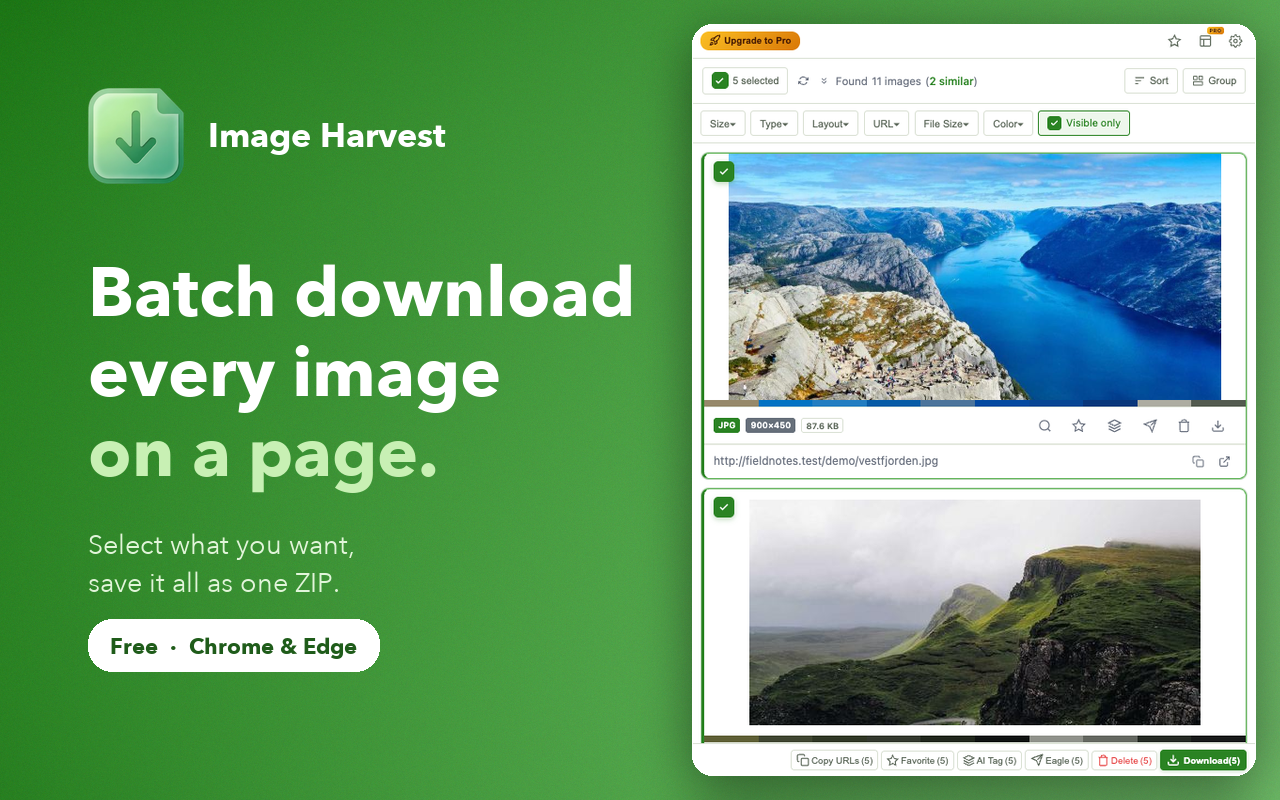 Image Harvest
Batch download
every image
on a page.
Select what you want,
save it all as one ZIP.
Free · Chrome & Edge
Upgrade to Pro
PRO
5 selected
Found 11 images (2 similar)
Sort
Group
Size
Type
Layout
URL
File Size
Color
Visible only
JPG
900×450
87.6 KB
http://fieldnotes.test/demo/vestfjorden.jpg
Copy URLs (5)
Favorite (5)
AI Tag (5)
Eagle (5)
Delete (5)
Download(5)